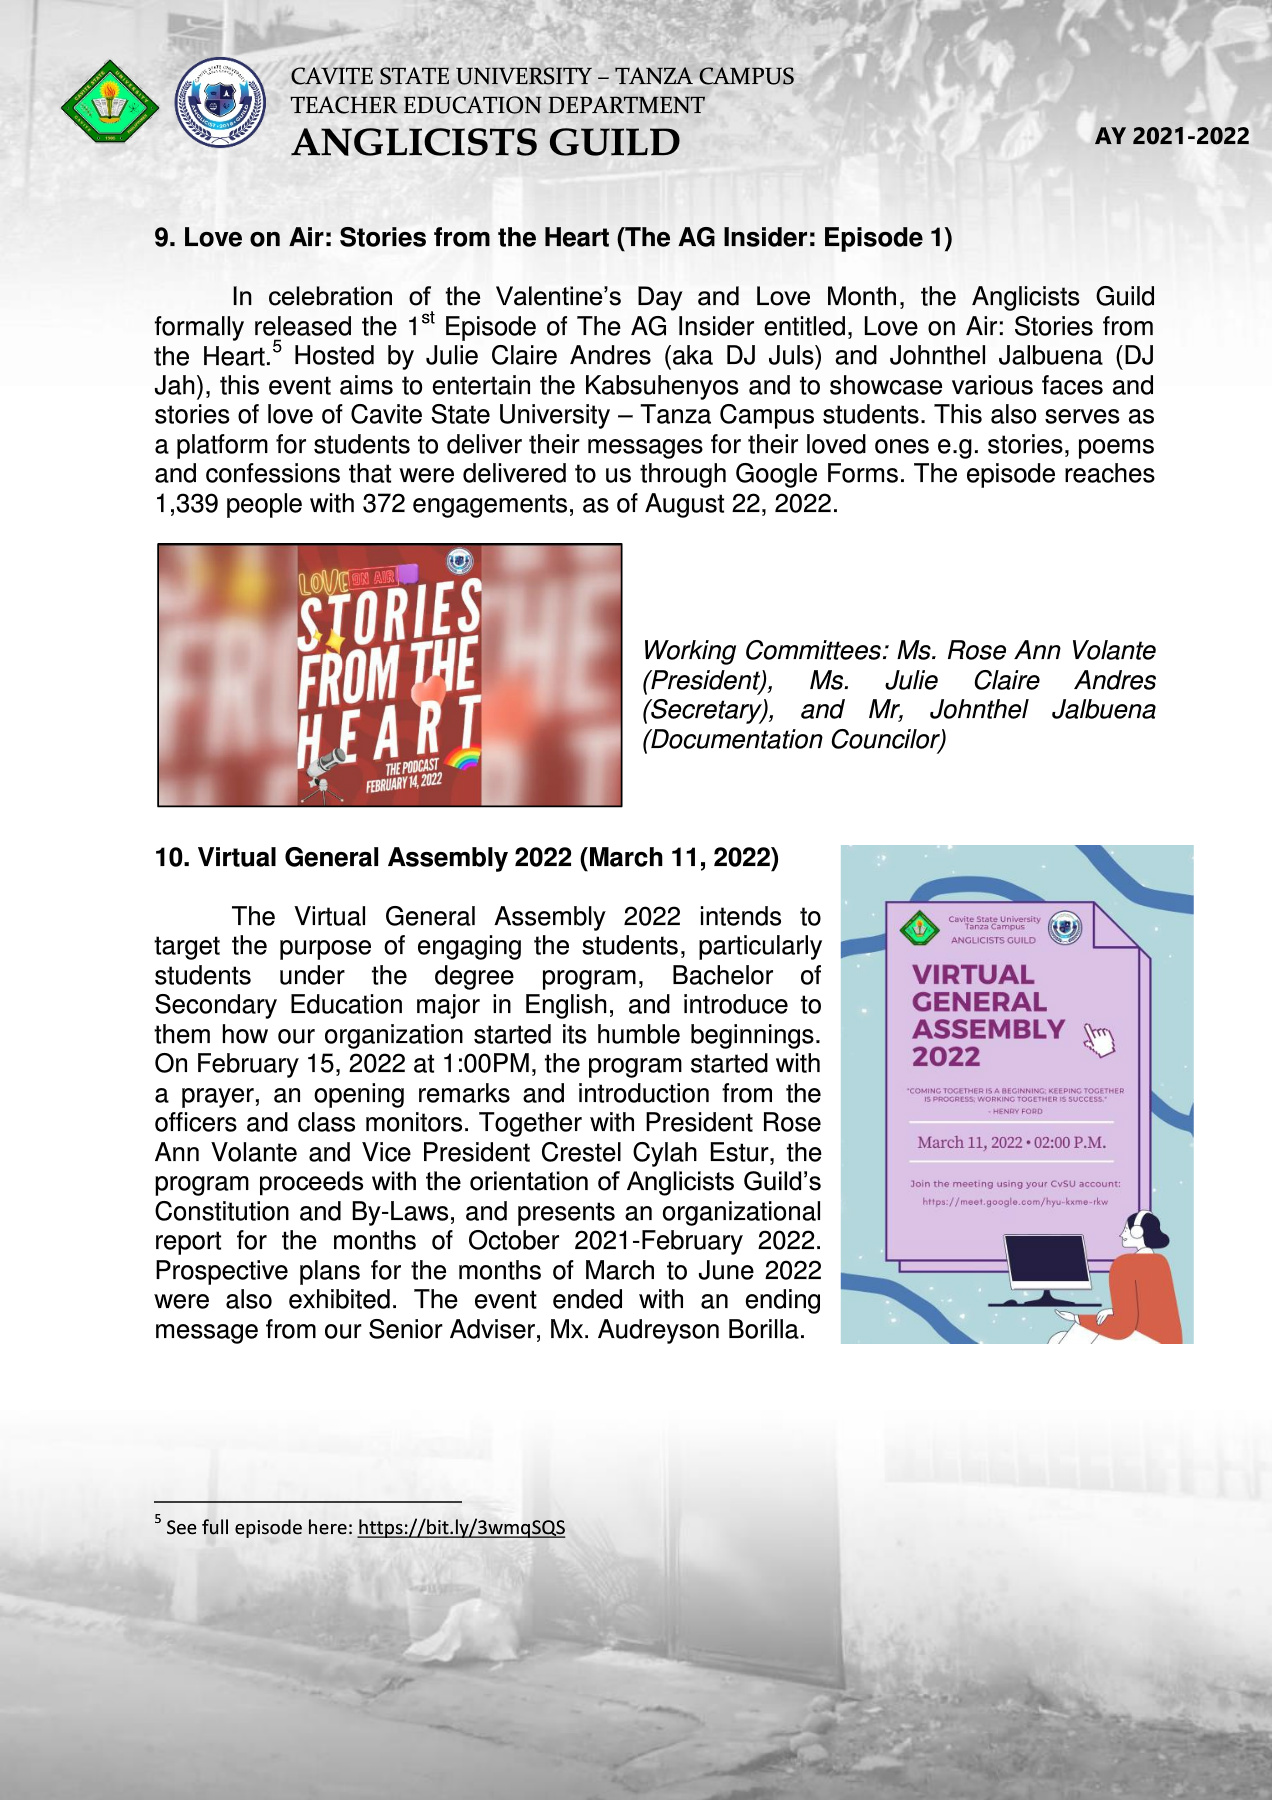 CAVITE STATE UNIVERSITY – TANZA CAMPUS
TEACHER EDUCATION DEPARTMENT
ANGLICISTS GUILD
AY 2021-2022
9. Love on Air: Stories from the Heart (The AG Insider: Episode 1)
In celebration of the Valentine’s Day and Love Month, the Anglicists Guild
formally released the 1st Episode of The AG Insider entitled, Love on Air: Stories from
the Heart.5 Hosted by Julie Claire Andres (aka DJ Juls) and Johnthel Jalbuena (DJ
Jah), this event aims to entertain the Kabsuhenyos and to showcase various faces and
stories of love of Cavite State University – Tanza Campus students. This also serves as
a platform for students to deliver their messages for their loved ones e.g. stories, poems
and confessions that were delivered to us through Google Forms. The episode reaches
1,339 people with 372 engagements, as of August 22, 2022.
LOVE ON AIR
STORIES
FROM THE
HEART
THE PODCAST
FEBRUARY 14, 2022
Working Committees: Ms. Rose Ann Volante
(President), Ms. Julie Claire Andres
(Secretary), and Mr, Johnthel Jalbuena
(Documentation Councilor)
10. Virtual General Assembly 2022 (March 11, 2022)
The Virtual General Assembly 2022 intends to
target the purpose of engaging the students, particularly
students under the degree program, Bachelor of
Secondary Education major in English, and introduce to
them how our organization started its humble beginnings.
On February 15, 2022 at 1:00PM, the program started with
a prayer, an opening remarks and introduction from the
officers and class monitors. Together with President Rose
Ann Volante and Vice President Crestel Cylah Estur, the
program proceeds with the orientation of Anglicists Guild’s
Constitution and By-Laws, and presents an organizational
report for the months of October 2021-February 2022.
Prospective plans for the months of March to June 2022
were also exhibited. The event ended with an ending
message from our Senior Adviser, Mx. Audreyson Borilla.
Cavite State University
Tanza Campus
ANGLICISTS GUILD
VIRTUAL
GENERAL
ASSEMBLY
2022
"COMING TOGETHER IS A BEGINNING; KEEPING TOGETHER
IS PROGRESS; WORKING TOGETHER IS SUCCESS."
- HENRY FORD
March 11, 2022 • 02:00 P.M.
Join the meeting using your CvSU account:
https://meet.google.com/hyu-kxme-rkw
5 See full episode here: https://bit.ly/3wmqSQS